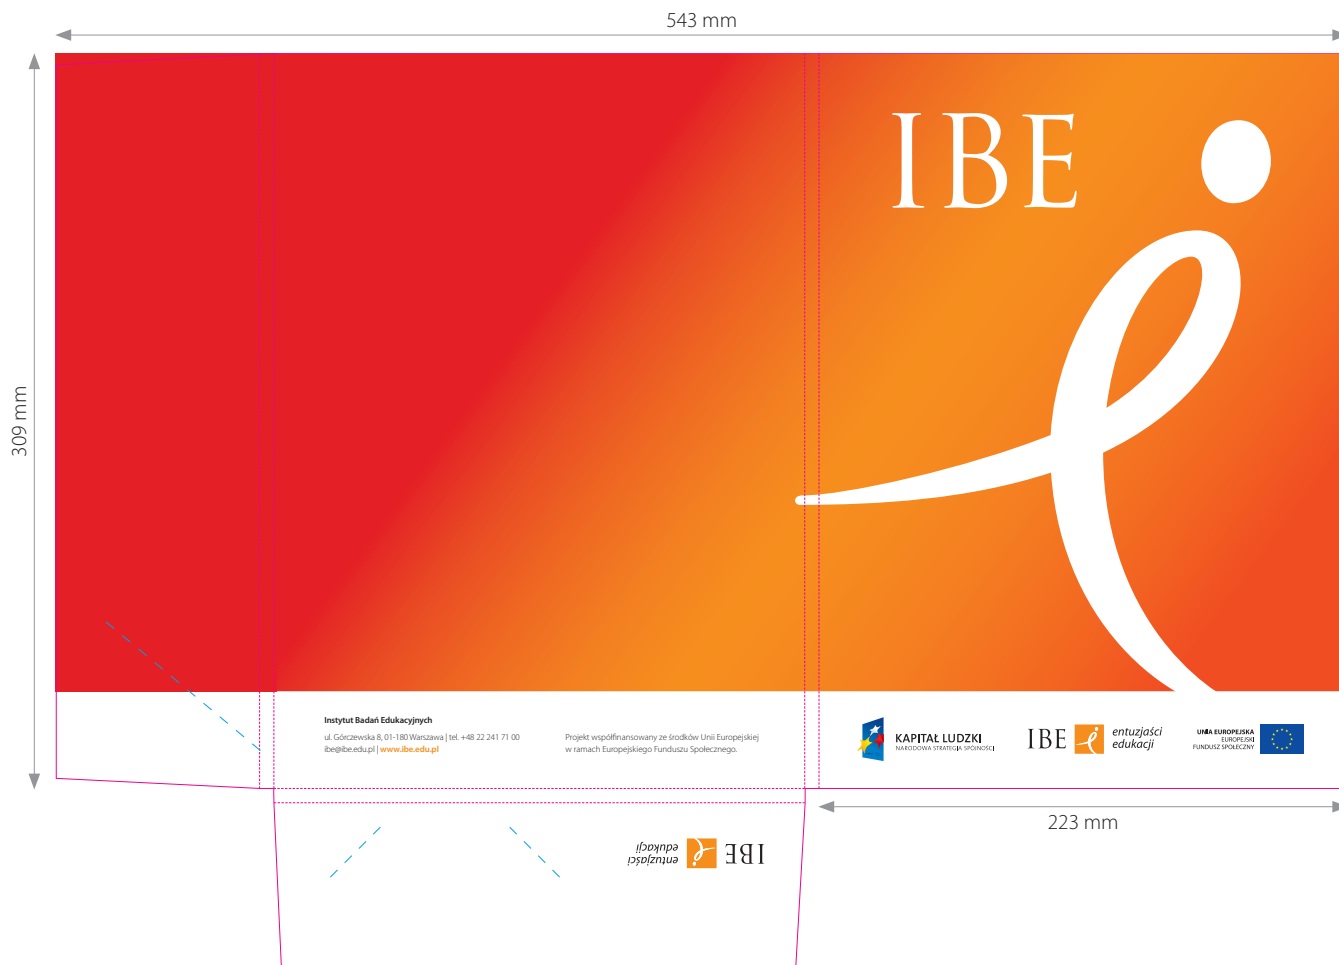 543 mm
309 mm
IBE
Instytut Badań Edukacyjnych
ul. Górczewska 8, 01-180 Warszawa | tel. +48 22 241 71 00
ibe@ibe.edu.pl | www.ibe.edu.pl
Projekt współfinansowany ze środków Unii Europejskiej
w ramach Europejskiego Funduszu Społecznego.
KAPITAŁ LUDZKI
NARODOWA STRATEGIA SPÓJNOŚCI
IBE
entuzjaści
edukacji
UNIA EUROPEJSKA
EUROPEJSKI
FUNDUSZ SPOŁECZNY
223 mm
IBE
entuzjaści
edukacji